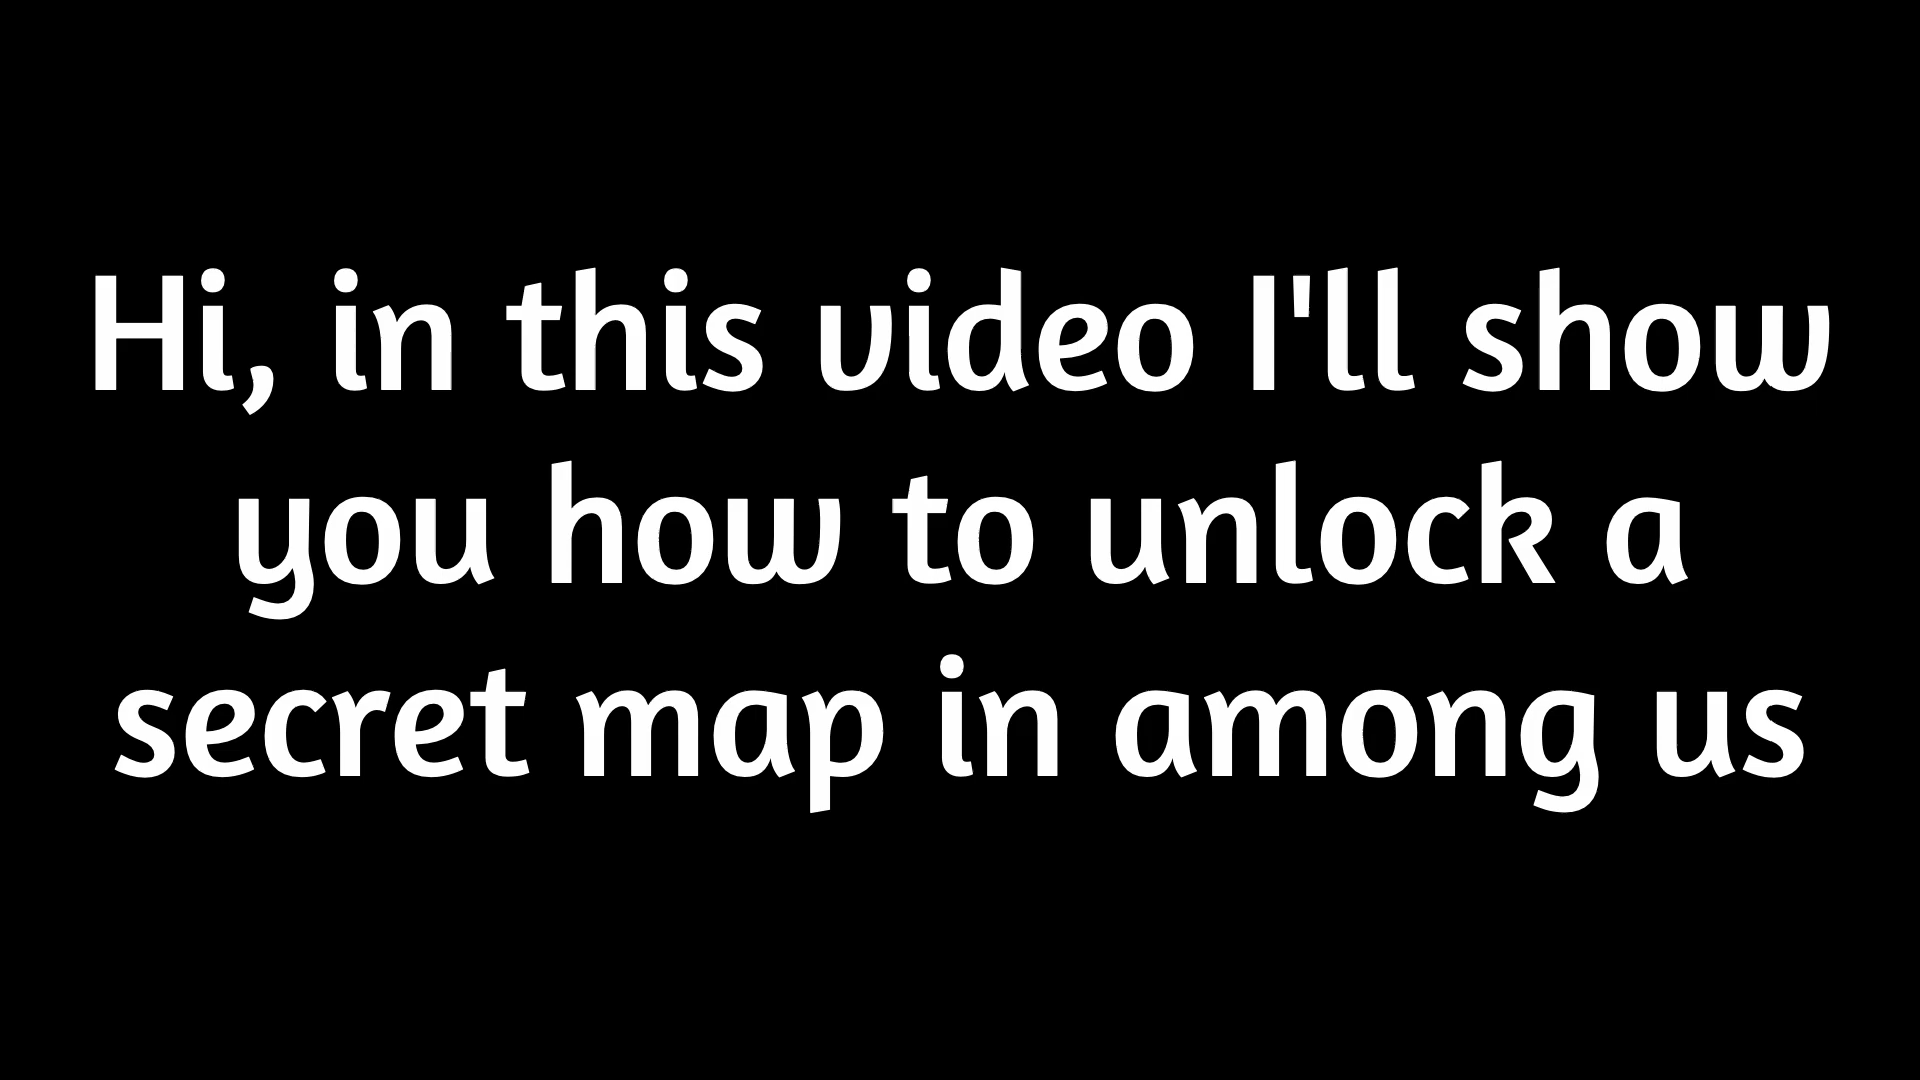 Hi, in this video I'll show
you how to unlock a
secret map in among us